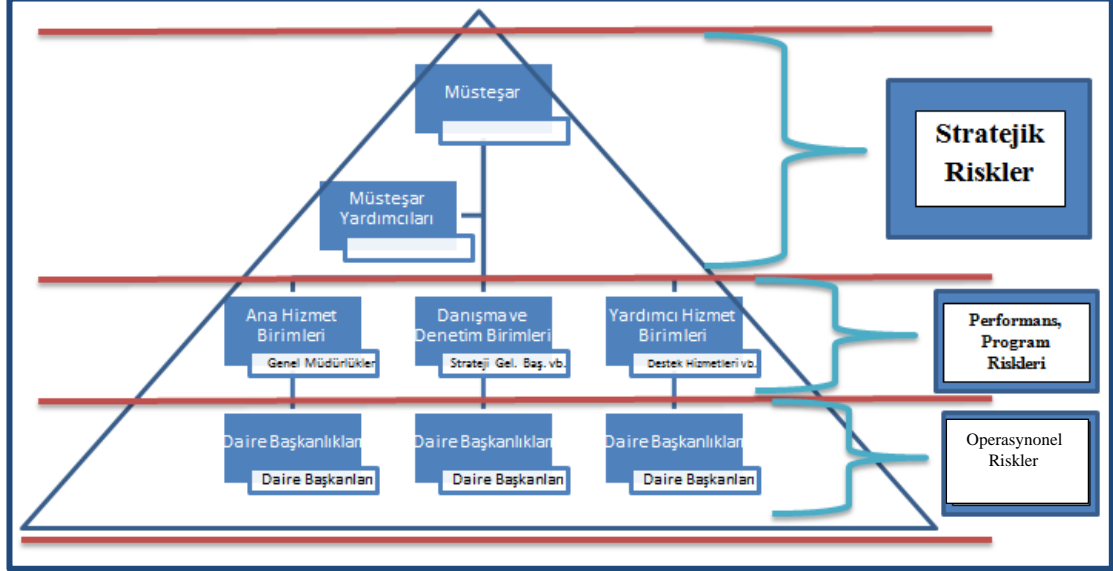 Müsteşar
Stratejik
Riskler
Müsteşar
Yardımcıları
Ana Hizmet
Birimleri
Genel Müdürlükler
Danışma ve
Denetim Birimleri
Strateji Gel. Baş. vb.
Yardımcı Hizmet
Birimleri
Destek Hizmetleri vb.
Performans,
Program
Riskleri
Daire Başkanlıkları
Daire Başkanları
Daire Başkanlıkları
Daire Başkanları
Daire Başkanlıkları
Daire Başkanları
Operasynonel
Riskler